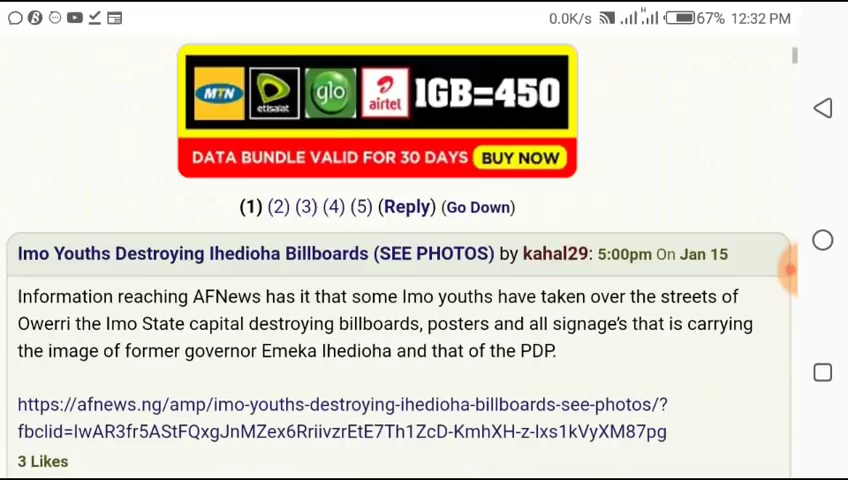 0.0K/s H 67% 12:32 PM
MTN etisalat glo airtel 1GB=450
DATA BUNDLE VALID FOR 30 DAYS BUY NOW
(1) (2) (3) (4) (5) (Reply) (Go Down)
Imo Youths Destroying Ihedioha Billboards (SEE PHOTOS) by kahal29: 5:00pm On Jan 15
Information reaching AFNews has it that some Imo youths have taken over the streets of
Owerri the Imo State capital destroying billboards, posters and all signage's that is carrying
the image of former governor Emeka Ihedioha and that of the PDP.
https://afnews.ng/amp/imo-youths-destroying-ihedioha-billboards-see-photos/?
fbclid=IwAR3fr5AStFQxgJnMZex6RriivzrEtE7Th1ZcD-KmhXH-z-Ixs1kVyXM87pg
3 Likes